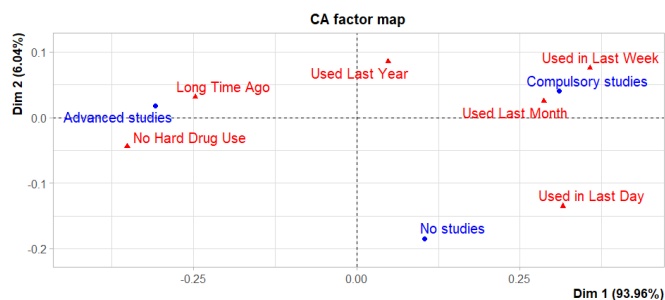 CA factor map
Dim 2 (6.04%)
0.1
0.0
-0.1
-0.2
Used in Last Week
Used Last Year
Compulsory studies
Long Time Ago
Used Last Month
Advanced studies
No Hard Drug Use
Used in Last Day
No studies
-0.25
0.00
0.25
Dim 1 (93.96%)